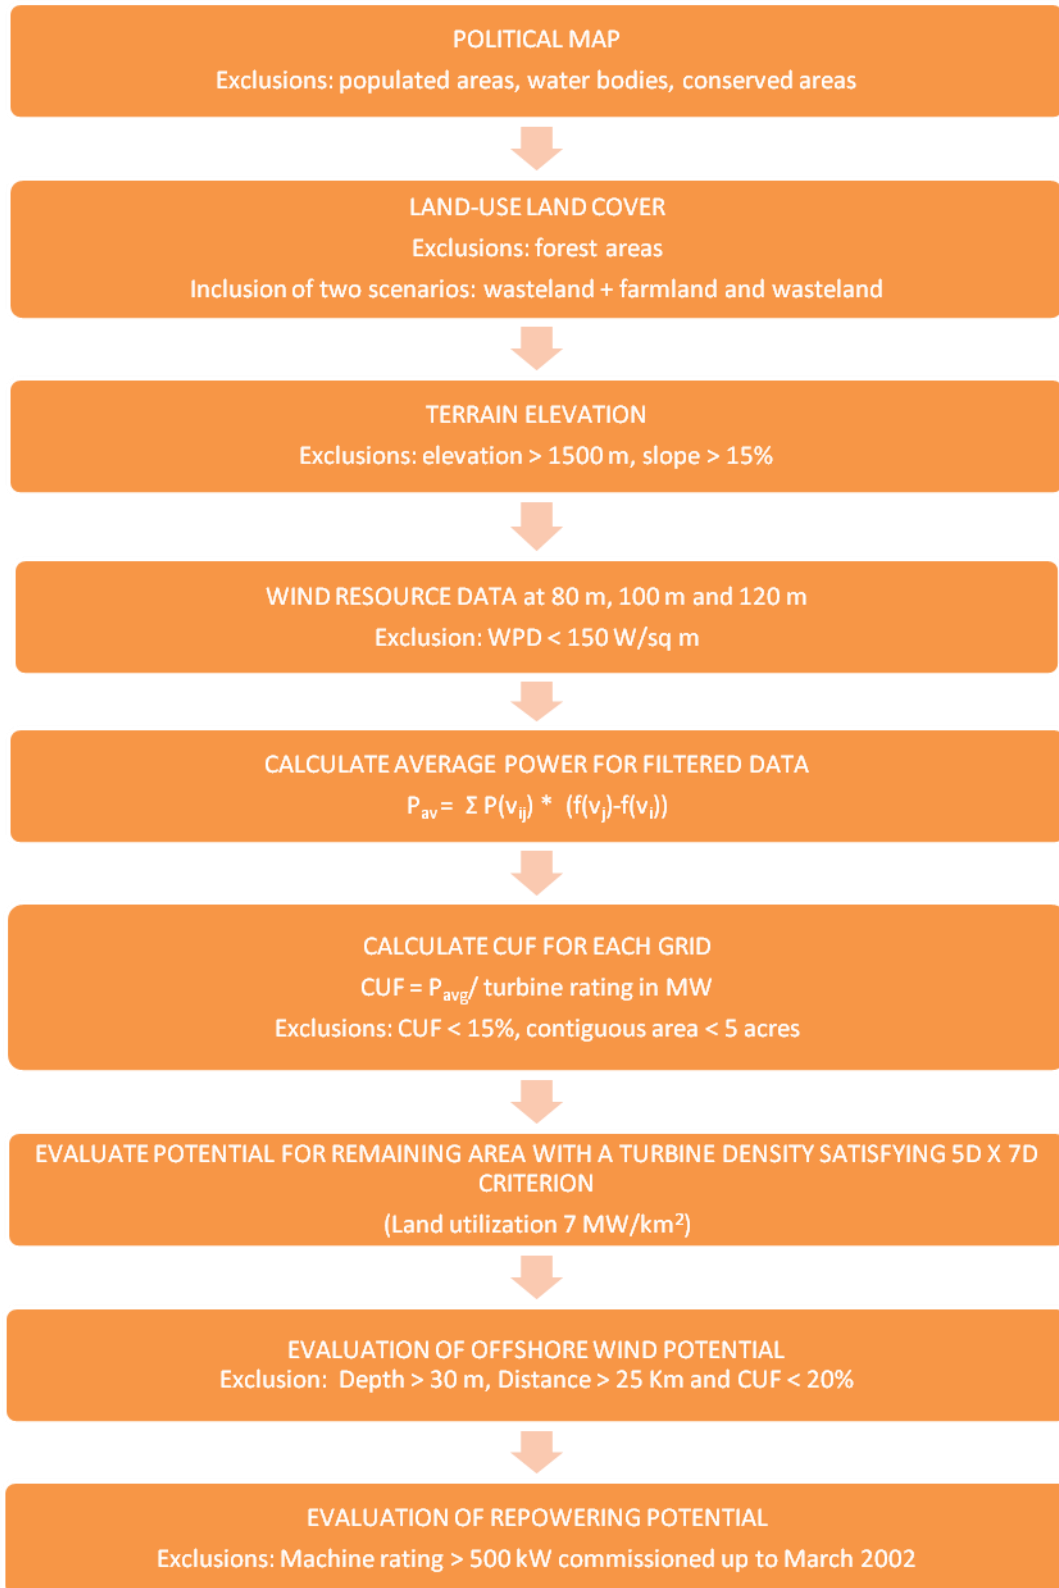 POLITICAL MAP
Exclusions: populated areas, water bodies, conserved areas
LAND-USE LAND COVER
Exclusions: forest areas
Inclusion of two scenarios: wasteland + farmland and wasteland
TERRAIN ELEVATION
Exclusions: elevation > 1500 m, slope > 15%
WIND RESOURCE DATA at 80 m, 100 m and 120 m
Exclusion: WPD < 150 W/sq m
CALCULATE AVERAGE POWER FOR FILTERED DATA
P_av = Σ P(v_ij) * (f(v_j)-f(v_i))
CALCULATE CUF FOR EACH GRID
CUF = P_avg/ turbine rating in MW
Exclusions: CUF < 15%, contiguous area < 5 acres
EVALUATE POTENTIAL FOR REMAINING AREA WITH A TURBINE DENSITY SATISFYING 5D X 7D
CRITERION
(Land utilization 7 MW/km²)
EVALUATION OF OFFSHORE WIND POTENTIAL
Exclusion: Depth > 30 m, Distance > 25 Km and CUF < 20%
EVALUATION OF REPOWERING POTENTIAL
Exclusions: Machine rating > 500 kW commissioned up to March 2002